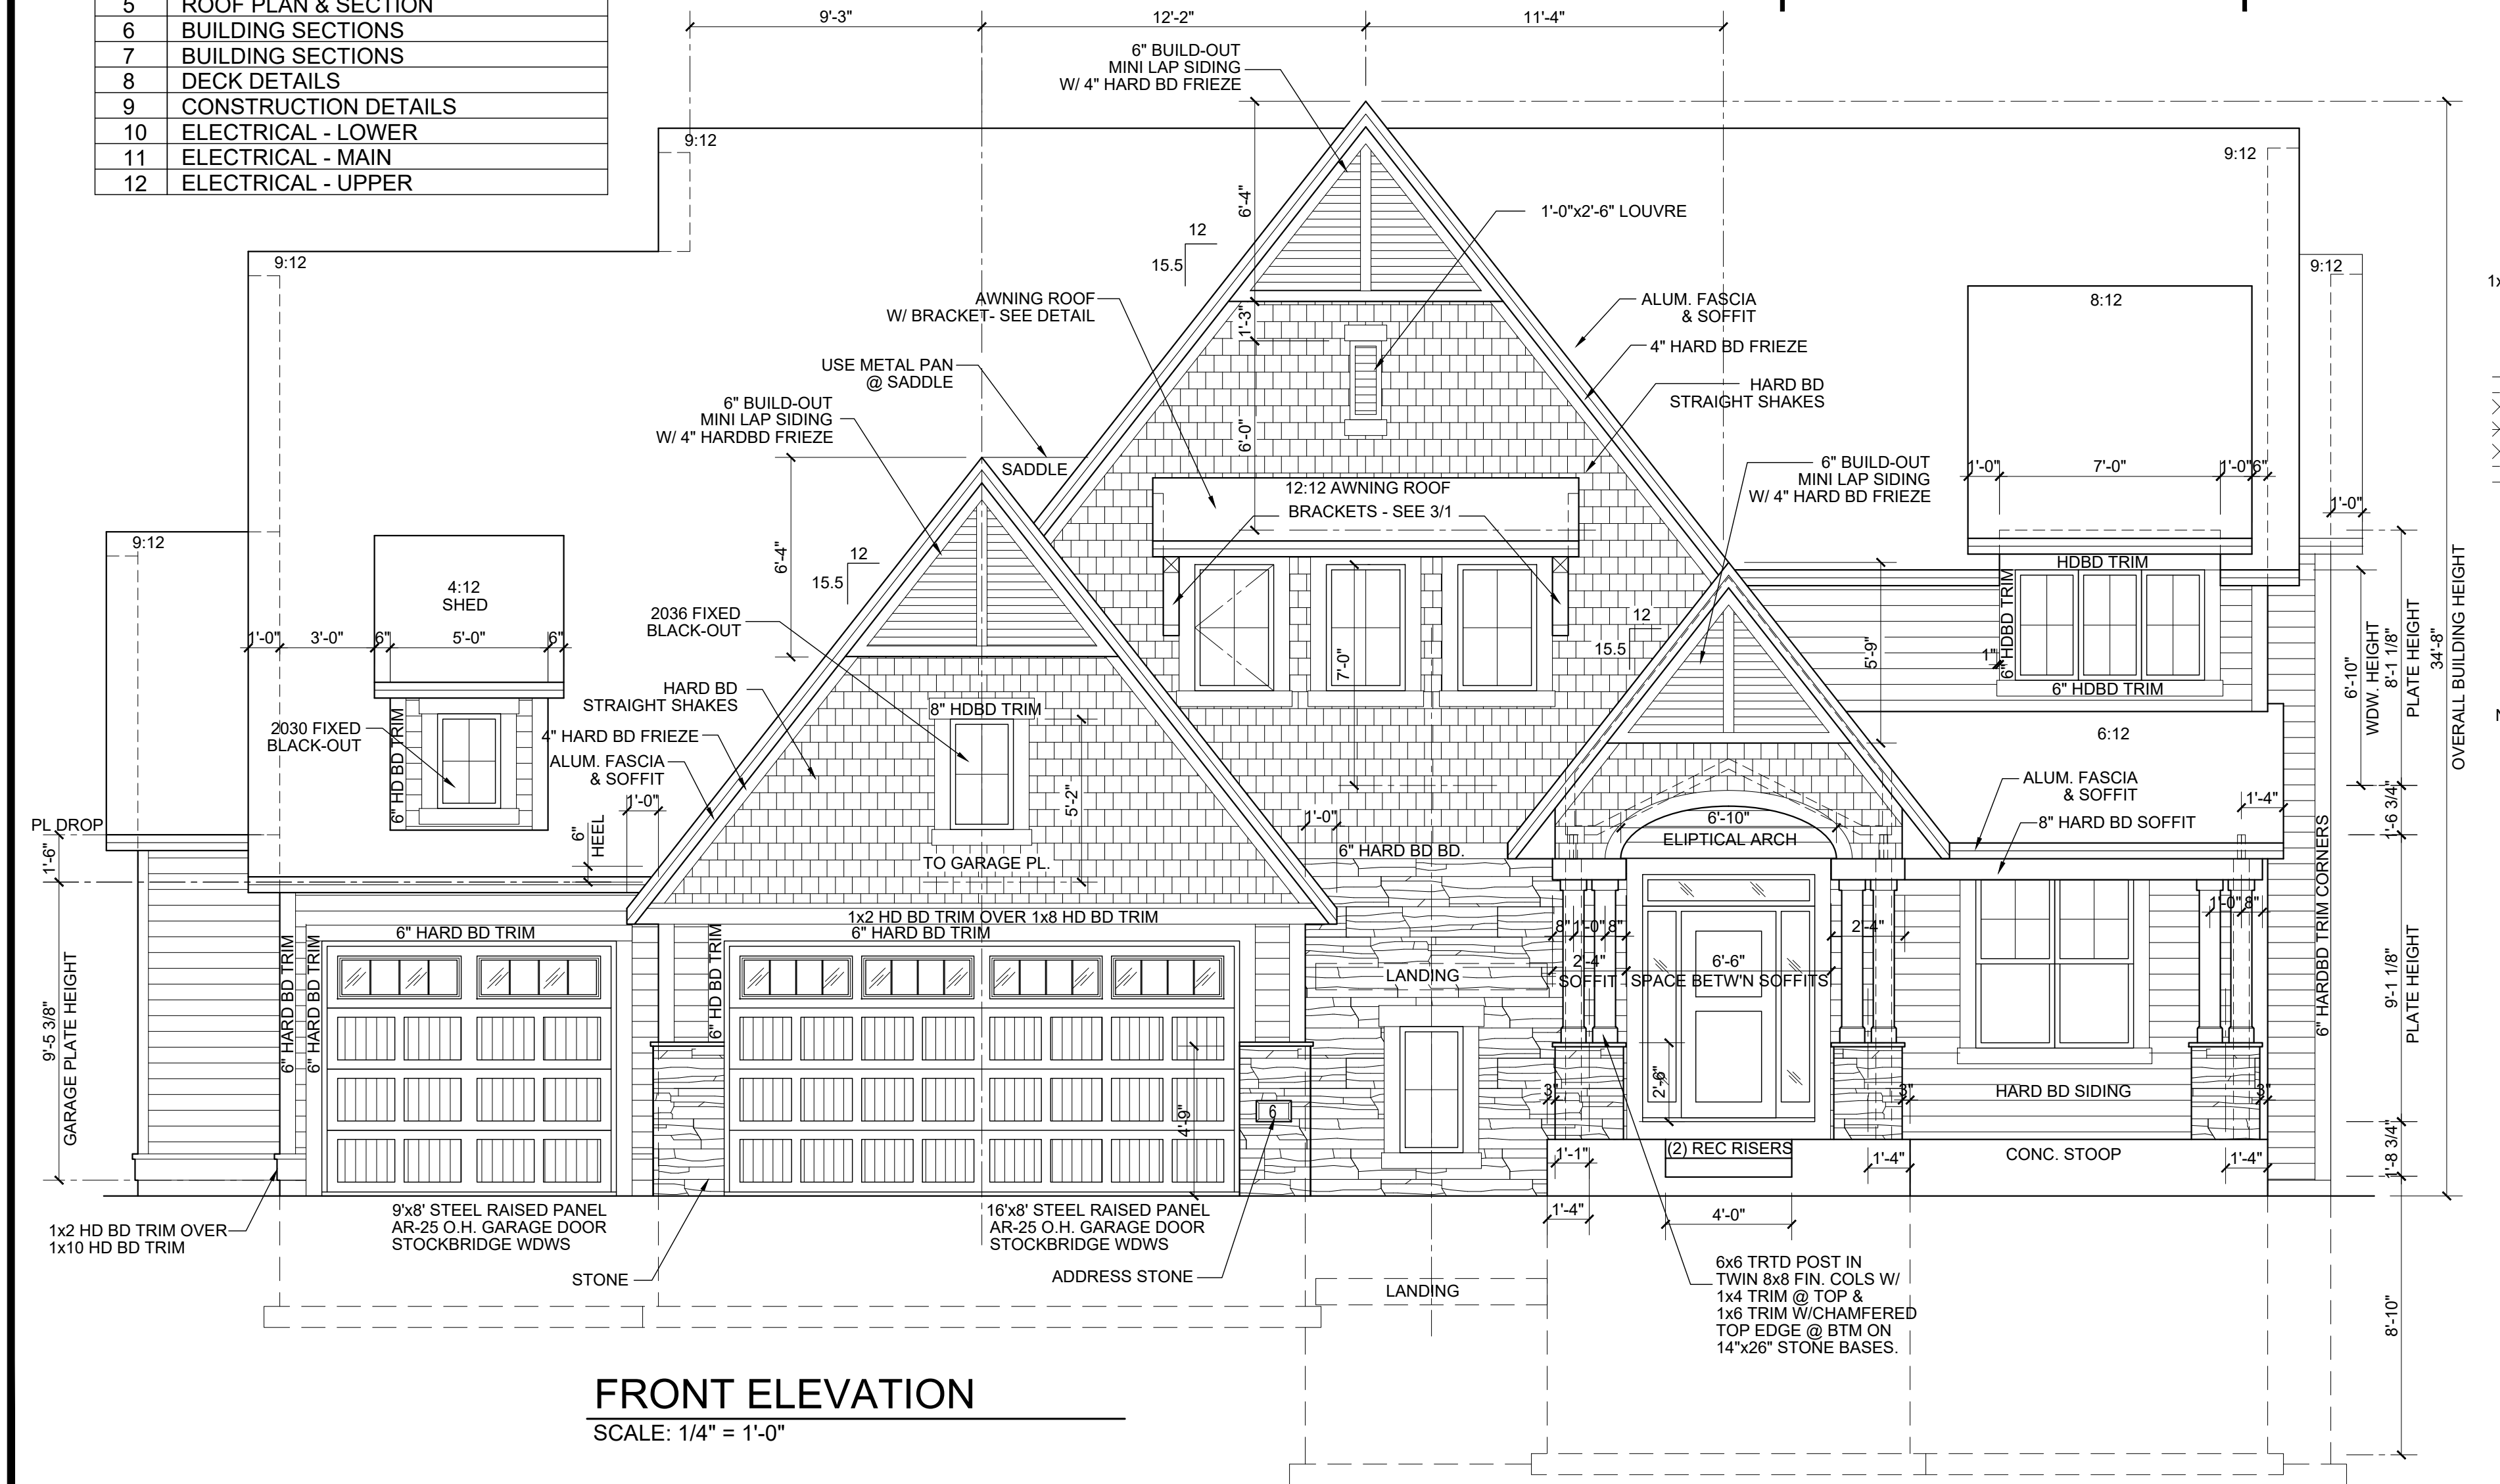 5 ROOF PLAN & SECTION
6 BUILDING SECTIONS
7 BUILDING SECTIONS
8 DECK DETAILS
9 CONSTRUCTION DETAILS
10 ELECTRICAL - LOWER
11 ELECTRICAL - MAIN
12 ELECTRICAL - UPPER
9'-3"
12'-2"
11'-4"
6" BUILD-OUT
MINI LAP SIDING
W/ 4" HARD BD FRIEZE
9:12
9:12
6'-4"
1'-0"x2'-6" LOUVRE
12
15.5
9:12
9:12
AWNING ROOF
W/ BRACKET- SEE DETAIL
1'-3"
ALUM. FASCIA
& SOFFIT
8:12
4" HARD BD FRIEZE
USE METAL PAN
@ SADDLE
HARD BD
STRAIGHT SHAKES
6" BUILD-OUT
MINI LAP SIDING
W/ 4" HARDBD FRIEZE
6'-0"
SADDLE
6" BUILD-OUT
MINI LAP SIDING
W/ 4" HARD BD FRIEZE
1'-0"
7'-0"
1'-0"
6"
12:12 AWNING ROOF
BRACKETS - SEE 3/1
1'-0"
9:12
6'-4"
12
15.5
HDBD TRIM
4:12
SHED
2036 FIXED
BLACK-OUT
12
15.5
6" HDBD TRIM
1'-0"
3'-0"
6"
5'-0"
6"
7'-0"
5'-9"
1"
6" HDBD TRIM
6'-10"
WDW. HEIGHT
8'-1 1/8"
PLATE HEIGHT
34'-8"
OVERALL BUILDING HEIGHT
HARD BD
STRAIGHT SHAKES
8" HDBD TRIM
2030 FIXED
BLACK-OUT
6" HD BD TRIM
4" HARD BD FRIEZE
ALUM. FASCIA
& SOFFIT
6:12
ALUM. FASCIA
& SOFFIT
1'-0"
5'-2"
1'-0"
1'-4"
1'-6 3/4"
PL DROP
1'-6"
6"
HEEL
6'-10"
ELIPTICAL ARCH
8" HARD BD SOFFIT
TO GARAGE PL.
6" HARD BD BD.
6" HARDBD TRIM CORNERS
1x2 HD BD TRIM OVER 1x8 HD BD TRIM
6" HARD BD TRIM
6" HARD BD TRIM
6" HARD BD TRIM
6" HARD BD TRIM
6" HD BD TRIM
8"
1'-0"
8"
2'-4"
1'-0"
8"
LANDING
2'-4"
SOFFIT
6'-6"
SPACE BETW'N SOFFITS
9'-5 3/8"
GARAGE PLATE HEIGHT
9'-1 1/8"
PLATE HEIGHT
2'-6"
3"
3"
3"
HARD BD SIDING
6
4'-9"
(2) REC RISERS
CONC. STOOP
1'-1"
1'-4"
1'-4"
1'-8 3/4"
1x2 HD BD TRIM OVER
1x10 HD BD TRIM
9'x8' STEEL RAISED PANEL
AR-25 O.H. GARAGE DOOR
STOCKBRIDGE WDWS
16'x8' STEEL RAISED PANEL
AR-25 O.H. GARAGE DOOR
STOCKBRIDGE WDWS
1'-4"
4'-0"
STONE
ADDRESS STONE
LANDING
6x6 TRTD POST IN
TWIN 8x8 FIN. COLS W/
1x4 TRIM @ TOP &
1x6 TRIM W/CHAMFERED
TOP EDGE @ BTM ON
14"x26" STONE BASES.
8'-10"
FRONT ELEVATION
SCALE: 1/4" = 1'-0"